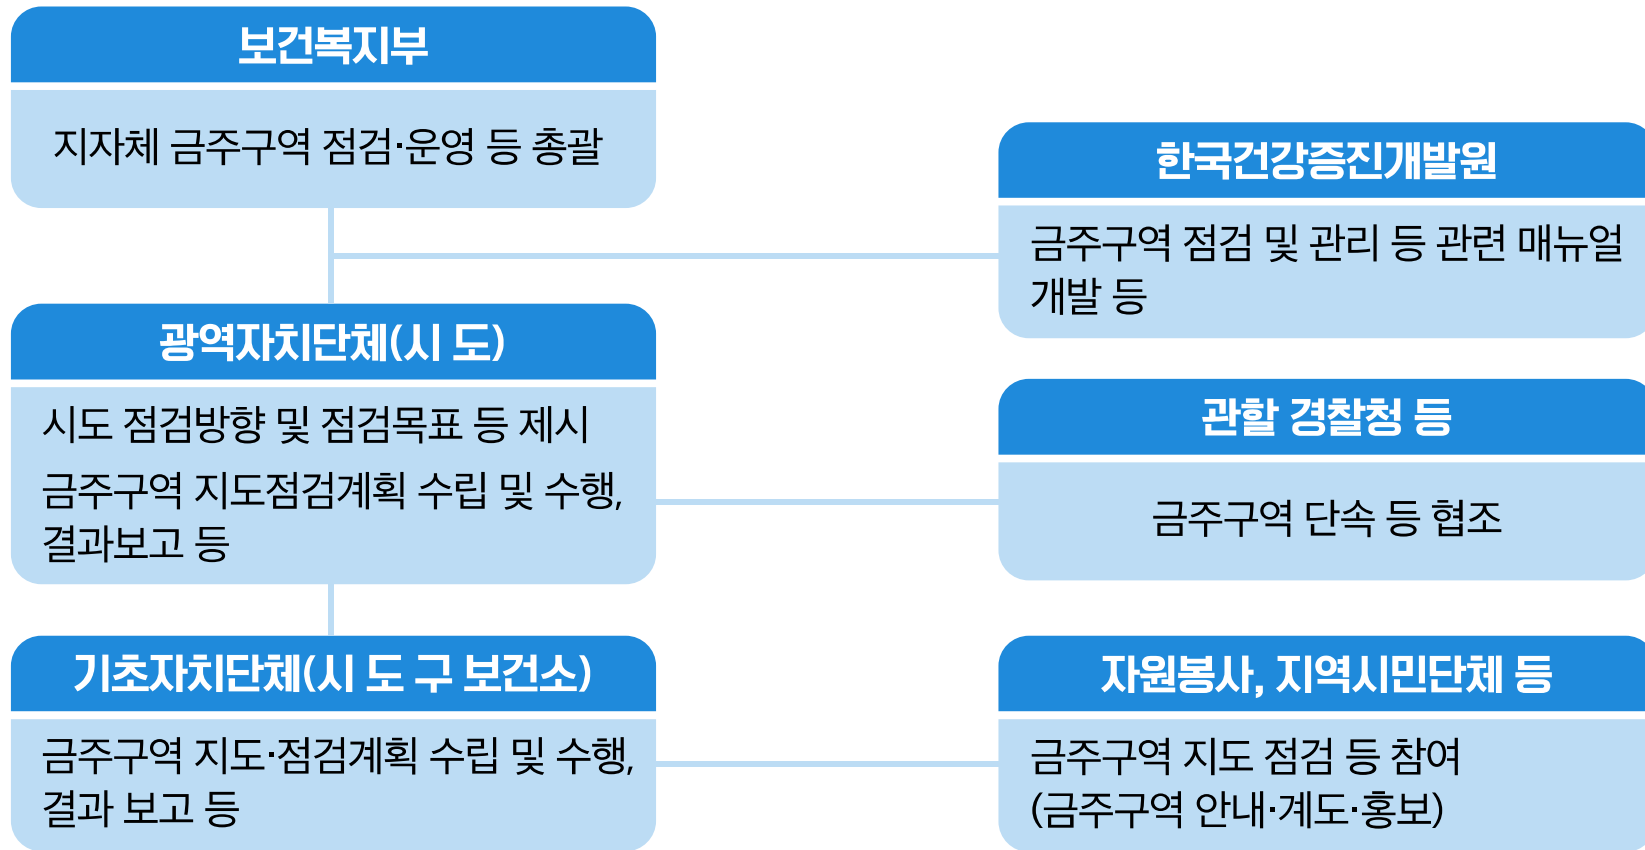 보건복지부
지자체 금주구역 점검·운영 등 총괄
한국건강증진개발원
금주구역 점검 및 관리 등 관련 매뉴얼
개발 등
광역자치단체(시 도)
시도 점검방향 및 점검목표 등 제시
금주구역 지도점검계획 수립 및 수행,
결과보고 등
관할 경찰청 등
금주구역 단속 등 협조
기초자치단체(시 도 구 보건소)
금주구역 지도·점검계획 수립 및 수행,
결과 보고 등
자원봉사, 지역시민단체 등
금주구역 지도 점검 등 참여
(금주구역 안내·계도·홍보)